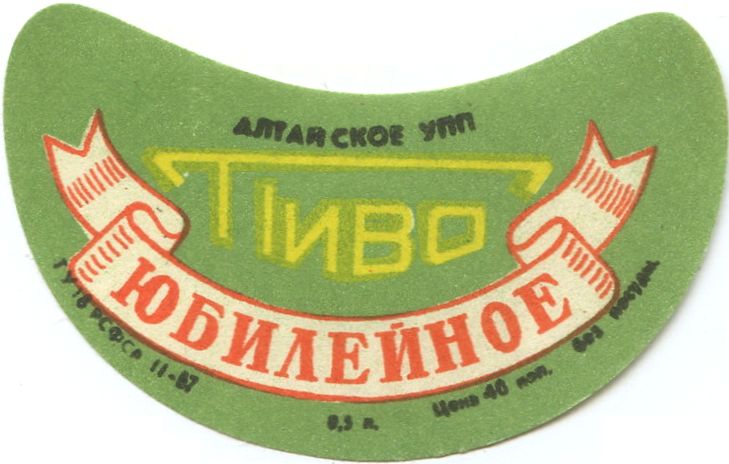 АЛТАЙСКОЕ УПП
ПИВО
ЮБИЛЕЙНОЕ
ТУ 18 РСФСР 11-87
0,5 л.
Цена 40 коп. без посуды